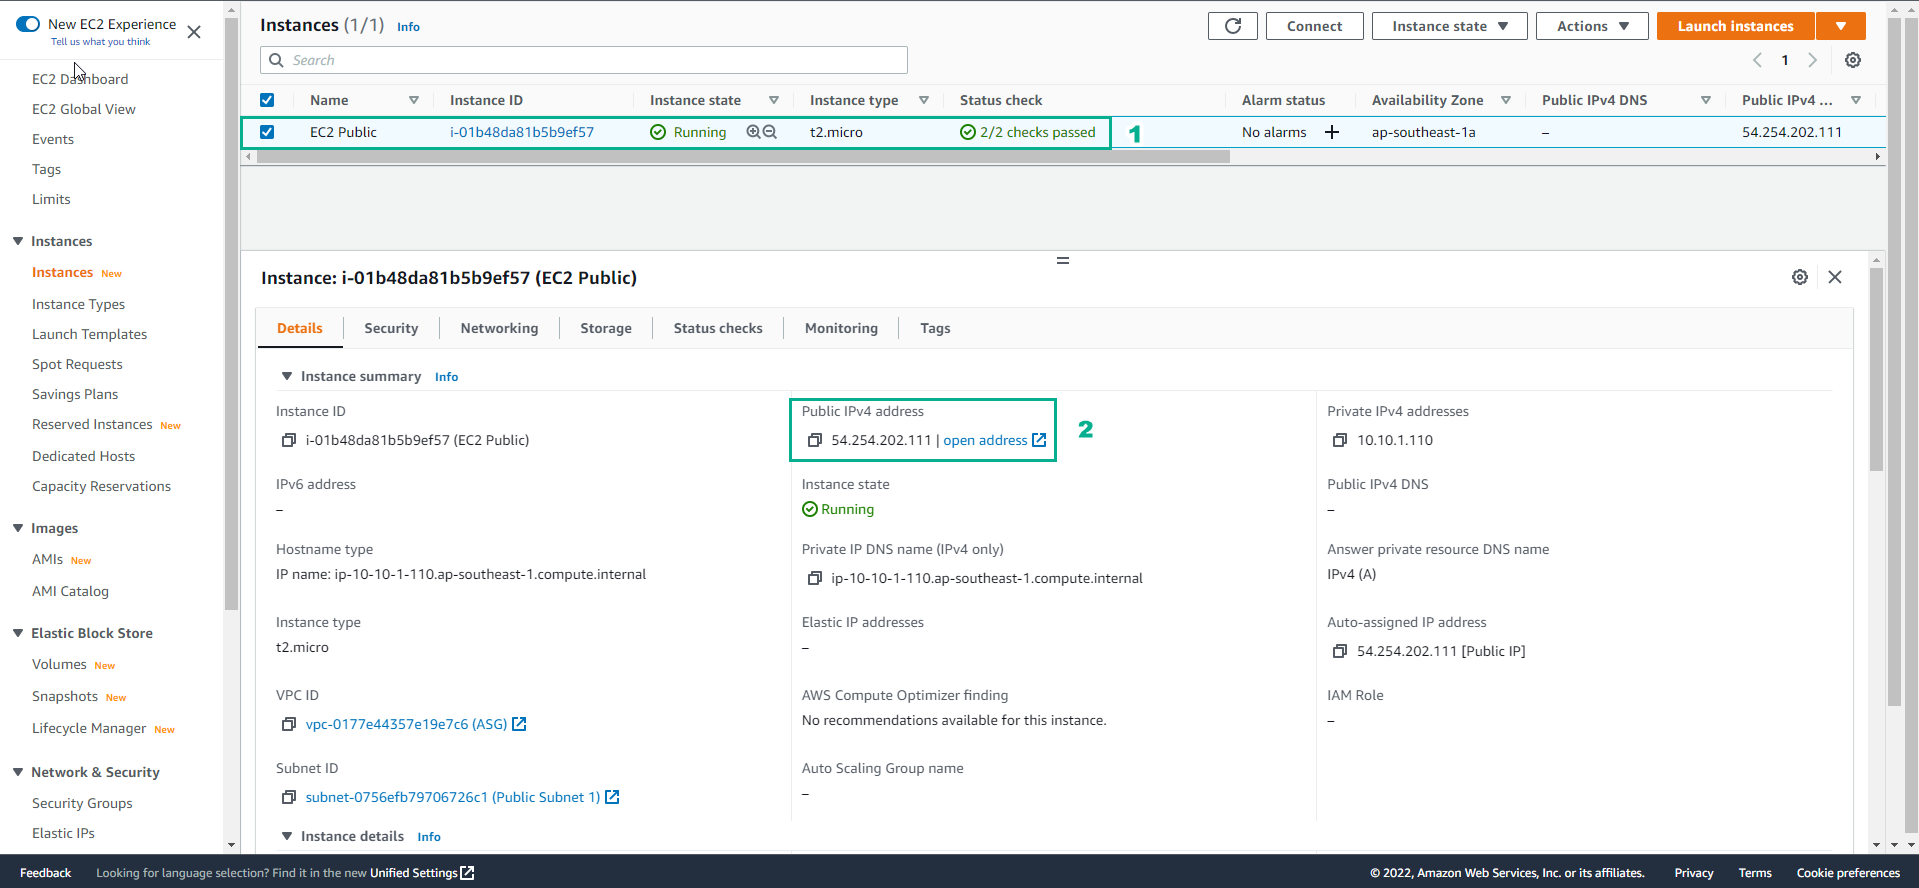 New EC2 Experience
Tell us what you think
EC2 Dashboard
EC2 Global View
Events
Tags
Limits
Instances
Instances New
Instance Types
Launch Templates
Spot Requests
Savings Plans
Reserved Instances New
Dedicated Hosts
Capacity Reservations
Images
AMIs New
AMI Catalog
Elastic Block Store
Volumes New
Snapshots New
Lifecycle Manager New
Network & Security
Security Groups
Elastic IPs
Instances (1/1) Info
Connect Instance state Actions Launch instances
Search
1
Name Instance ID Instance state Instance type Status check Alarm status Availability Zone Public IPv4 DNS Public IPv4 ...
EC2 Public i-01b48da81b5b9ef57 Running t2.micro 2/2 checks passed 1 No alarms + ap-southeast-1a – 54.254.202.111
Instance: i-01b48da81b5b9ef57 (EC2 Public)
Details Security Networking Storage Status checks Monitoring Tags
Instance summary Info
Instance ID
i-01b48da81b5b9ef57 (EC2 Public)
Public IPv4 address
54.254.202.111 | open address
2
Private IPv4 addresses
10.10.1.110
IPv6 address
–
Instance state
Running
Public IPv4 DNS
–
Hostname type
IP name: ip-10-10-1-110.ap-southeast-1.compute.internal
Private IP DNS name (IPv4 only)
ip-10-10-1-110.ap-southeast-1.compute.internal
Answer private resource DNS name
IPv4 (A)
Instance type
t2.micro
Elastic IP addresses
–
Auto-assigned IP address
54.254.202.111 [Public IP]
VPC ID
vpc-0177e44357e19e7c6 (ASG)
AWS Compute Optimizer finding
No recommendations available for this instance.
IAM Role
–
Subnet ID
subnet-0756efb79706726c1 (Public Subnet 1)
Auto Scaling Group name
–
Instance details Info
Feedback Looking for language selection? Find it in the new Unified Settings © 2022, Amazon Web Services, Inc. or its affiliates. Privacy Terms Cookie preferences